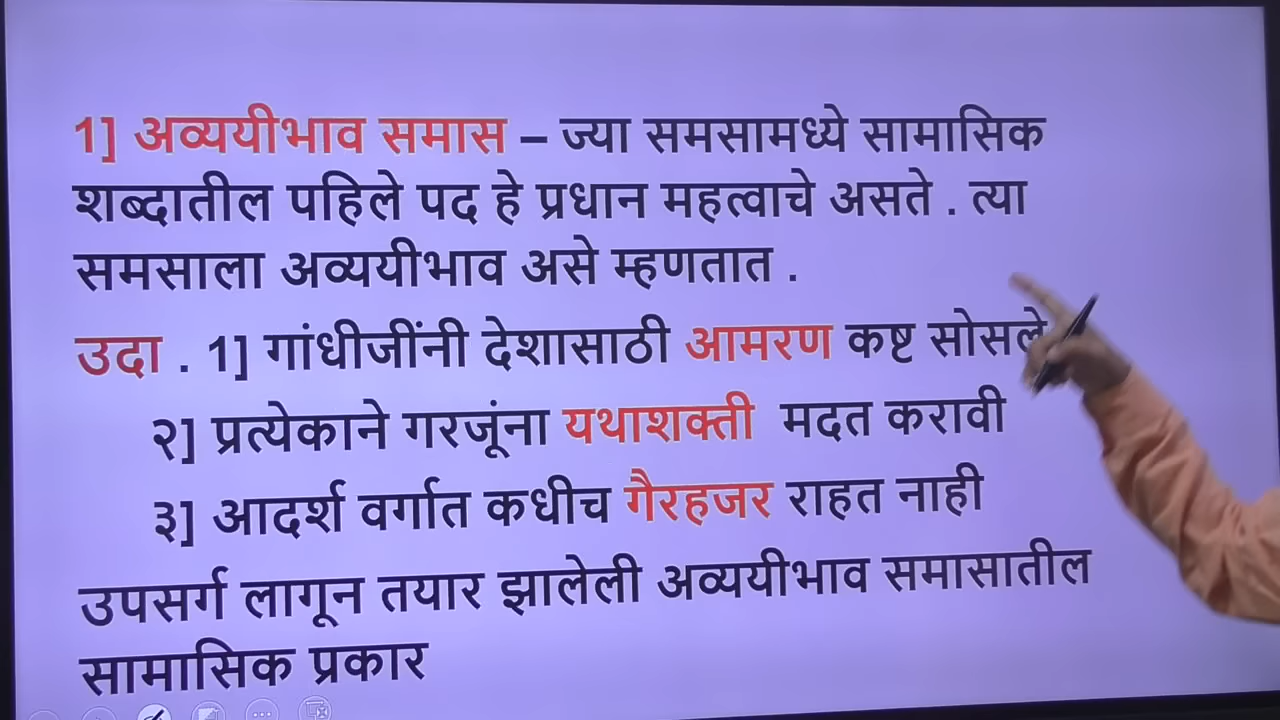 1] अव्ययीभाव समास – ज्या समसामध्ये सामासिक
शब्दातील पहिले पद हे प्रधान महत्वाचे असते . त्या
समसाला अव्ययीभाव असे म्हणतात .
उदा . 1] गांधीजींनी देशासाठी आमरण कष्ट सोसले
२] प्रत्येकाने गरजूंना यथाशक्ती मदत करावी
३] आदर्श वर्गात कधीच गैरहजर राहत नाही
उपसर्ग लागून तयार झालेली अव्ययीभाव समासातील
सामासिक प्रकार